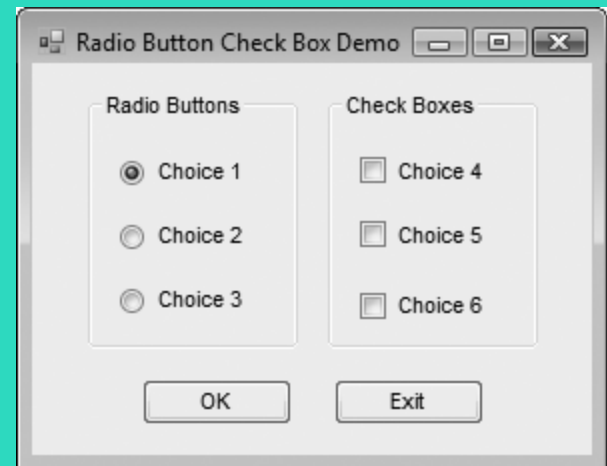 Radio Button Check Box Demo
Radio Buttons
Choice 1
Choice 2
Choice 3
Check Boxes
Choice 4
Choice 5
Choice 6
OK
Exit